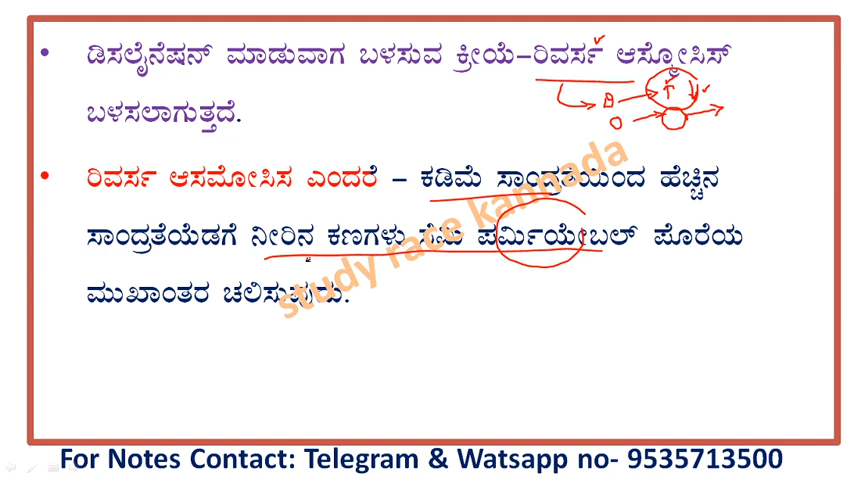 ಡಿಸಲೈನೆಷನ್ ಮಾಡುವಾಗ ಬಳಸುವ ಕ್ರೀಯೆ-ರಿವರ್ಸ ಆಸ್ಮೋಸಿಸ್
ಬಳಸಲಾಗುತ್ತದೆ.
ರಿವರ್ಸ ಆಸಮೋಸಿಸ ಎಂದರೆ - ಕಡಿಮೆ ಸಾಂದ್ರತೆಯಿಂದ ಹೆಚ್ಚಿನ
ಸಾಂದ್ರತೆಯೆಡಗೆ ನೀರಿನ ಕಣಗಳು ಸೆಮಿ ಪರ್ಮಿಯೇಬಲ್ ಪೊರೆಯ
ಮುಖಾಂತರ ಚಲಿಸುವುದು.
study race kannada
For Notes Contact: Telegram & Watsapp no- 9535713500